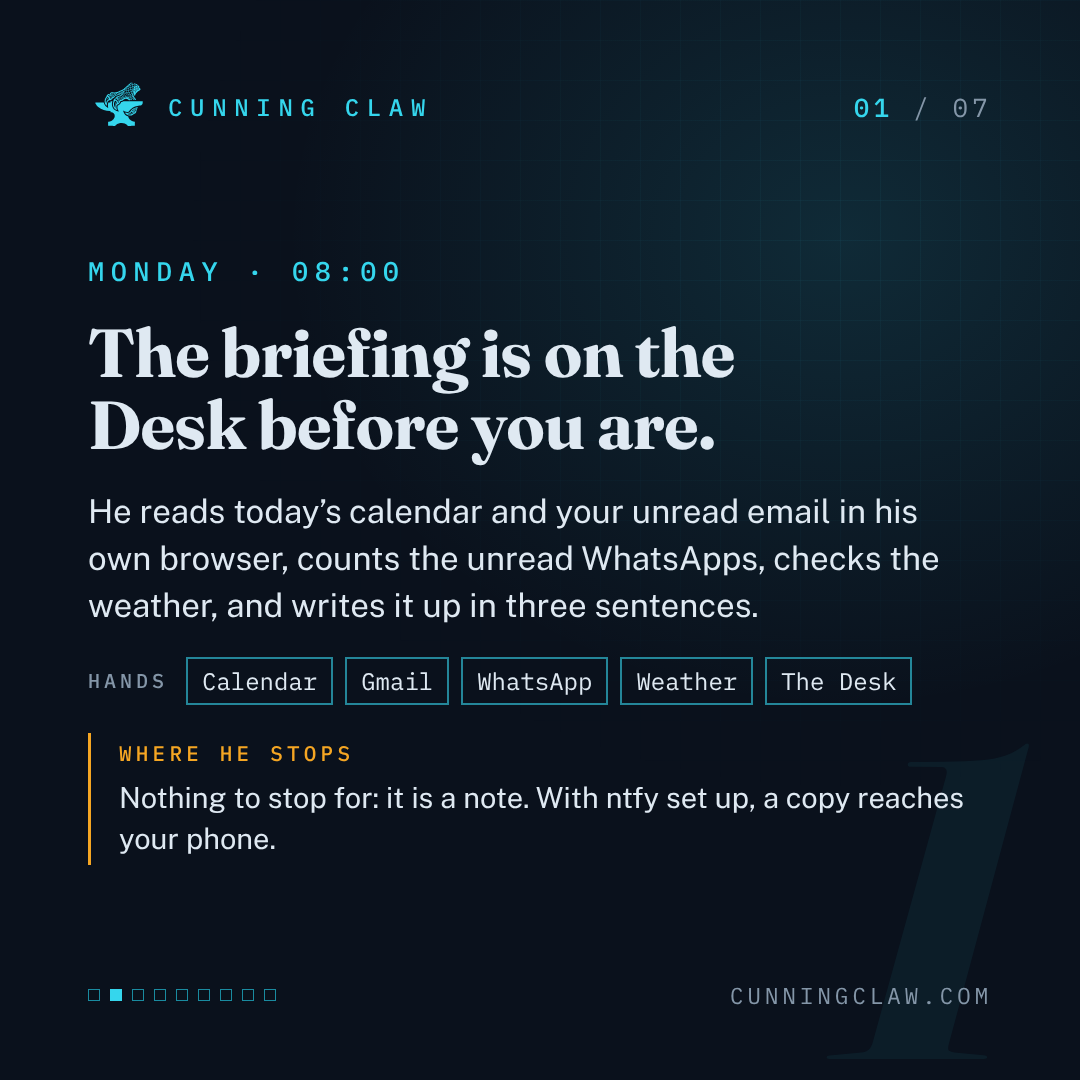 CUNNING CLAW
01 / 07
MONDAY · 08:00
The briefing is on the
Desk before you are.
He reads today’s calendar and your unread email in his
own browser, counts the unread WhatsApps, checks the
weather, and writes it up in three sentences.
HANDS Calendar Gmail WhatsApp Weather The Desk
WHERE HE STOPS
Nothing to stop for: it is a note. With ntfy set up, a copy reaches
your phone.
1
CUNNINGCLAW.COM